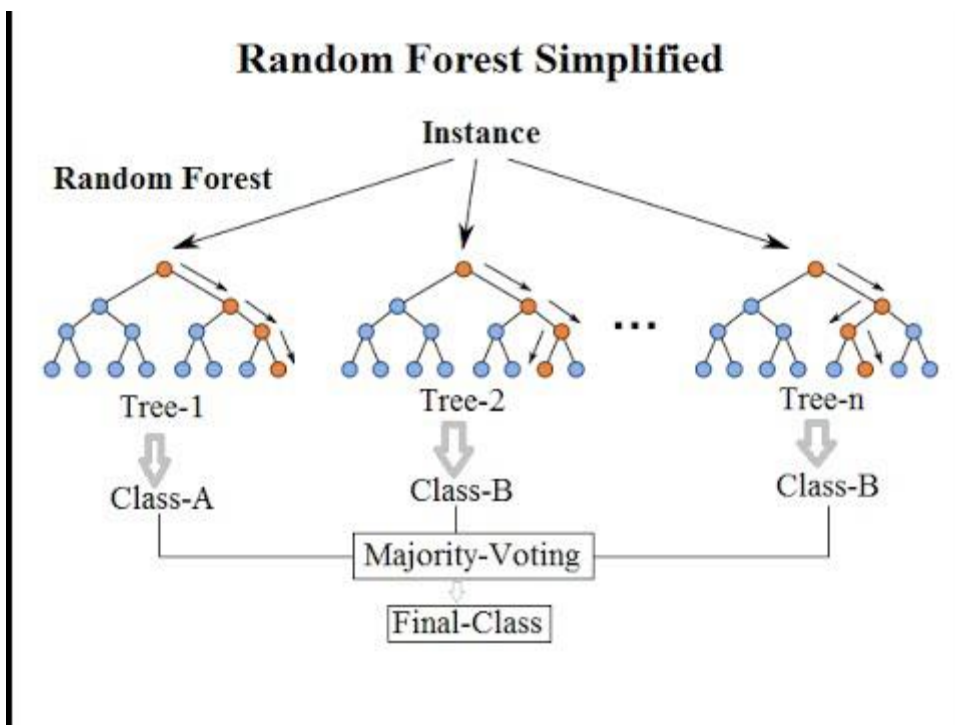 Random Forest Simplified
Instance
Random Forest
...
Tree-1
Tree-2
Tree-n
Class-A
Class-B
Class-B
Majority-Voting
Final-Class